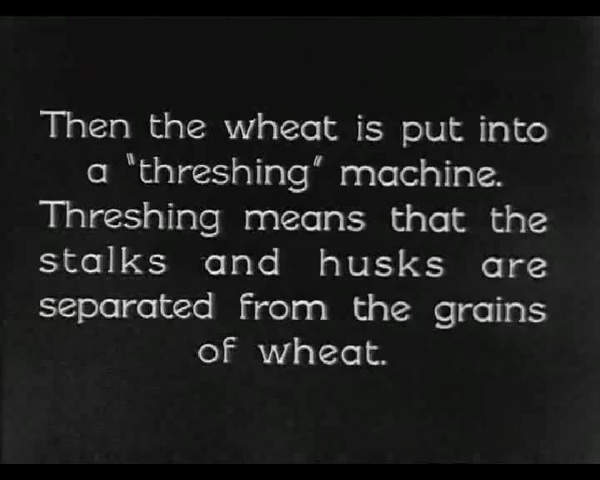 Then the wheat is put into
a "threshing" machine.
Threshing means that the
stalks and husks are
separated from the grains
of wheat.